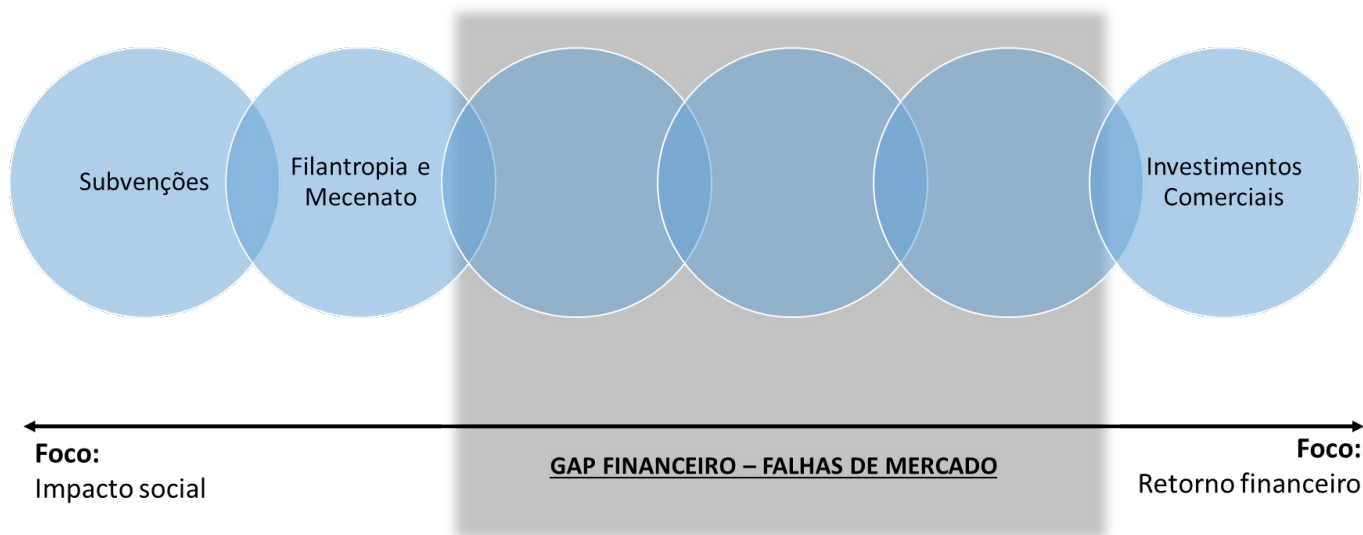 Subvenções
Filantropia e
Mecenato
Investimentos
Comerciais
Foco:
Impacto social
GAP FINANCEIRO – FALHAS DE MERCADO
Foco:
Retorno financeiro